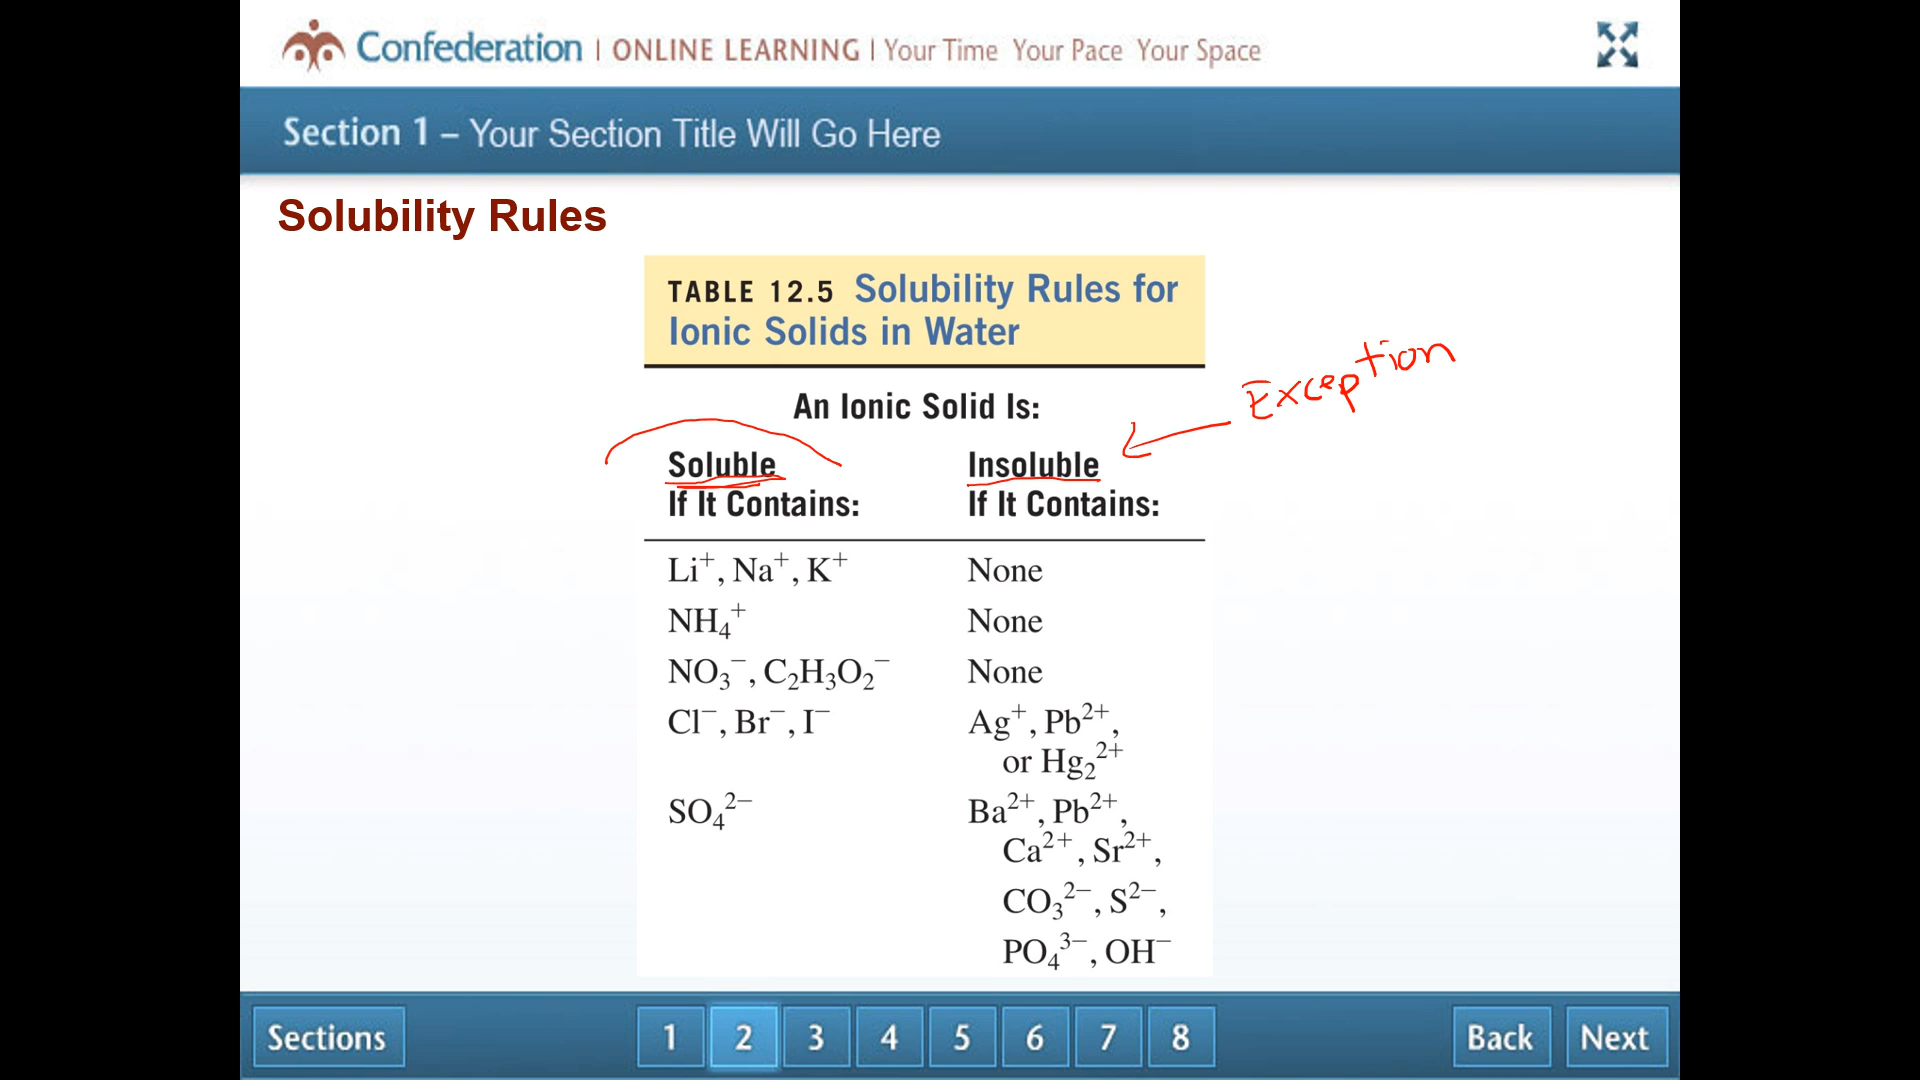 Confederation | ONLINE LEARNING | Your Time Your Pace Your Space
Section 1 – Your Section Title Will Go Here
Solubility Rules
TABLE 12.5 Solubility Rules for
Ionic Solids in Water
Exception
An Ionic Solid Is:
Soluble Insoluble
If It Contains: If It Contains:
Li⁺, Na⁺, K⁺ None
NH₄⁺ None
NO₃⁻, C₂H₃O₂⁻ None
Cl⁻, Br⁻, I⁻ Ag⁺, Pb²⁺,
or Hg₂²⁺
SO₄²⁻ Ba²⁺, Pb²⁺,
Ca²⁺, Sr²⁺,
CO₃²⁻, S²⁻,
PO₄³⁻, OH⁻
Sections 1 2 3 4 5 6 7 8 Back Next